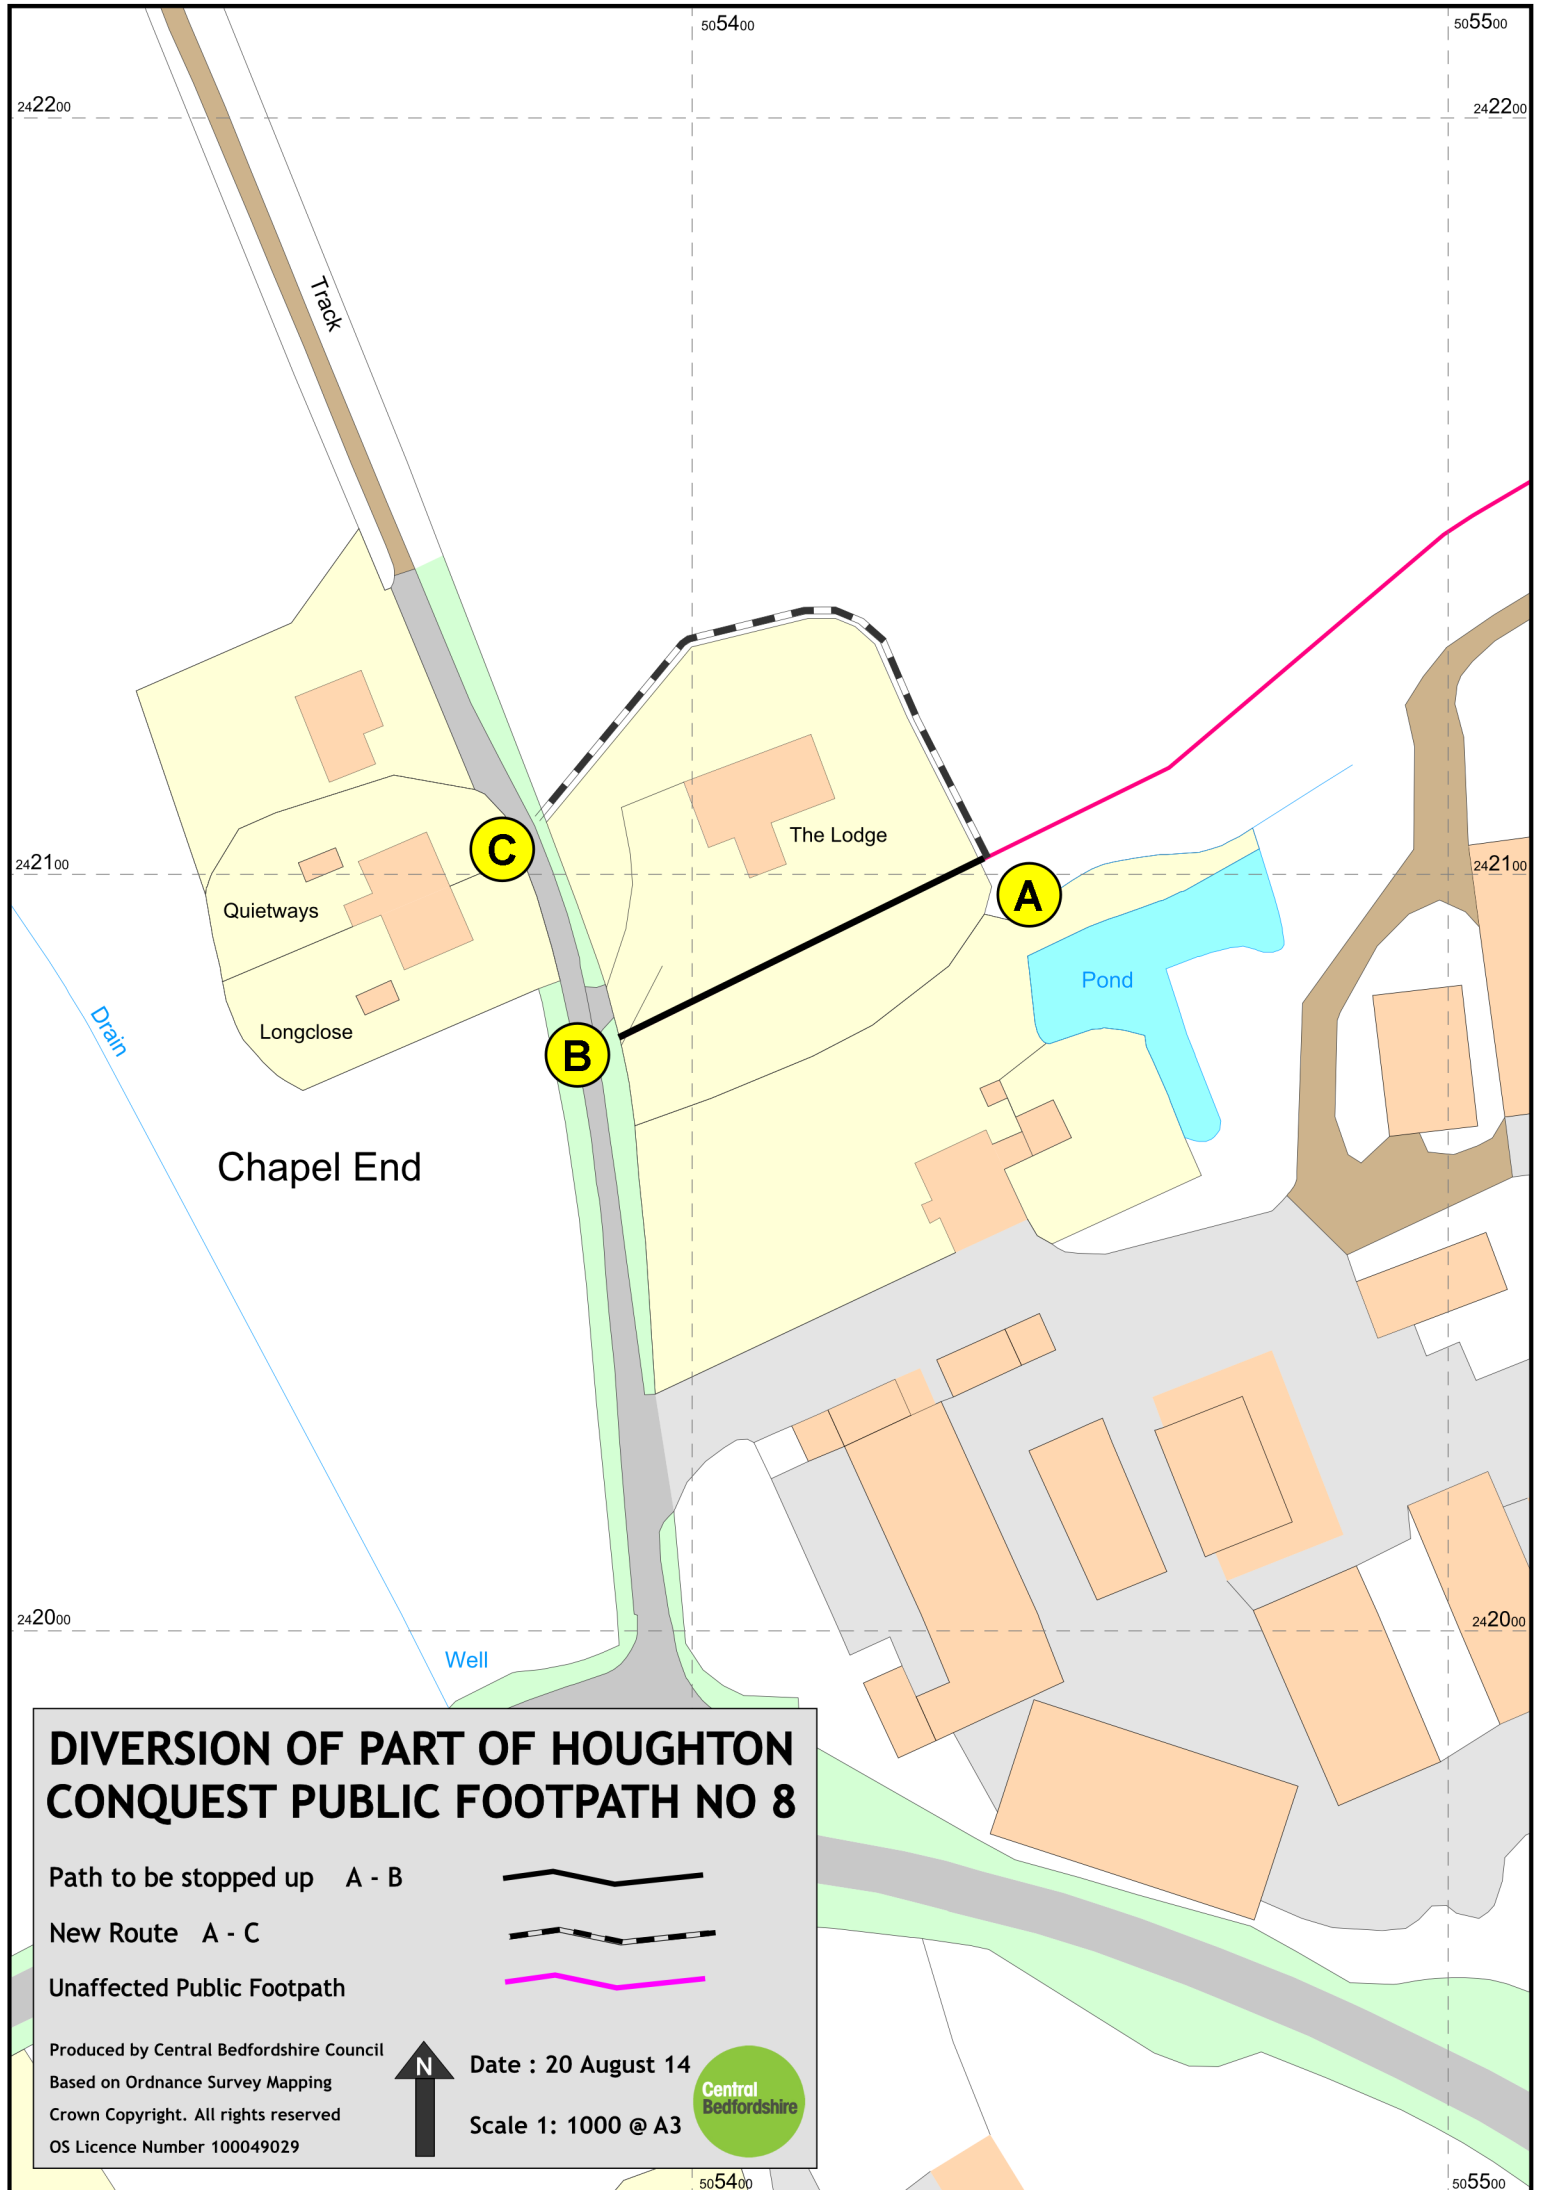 505400
505500
242200
242200
Track
The Lodge
C
242100
242100
A
Quietways
Pond
Longclose
Drain
B
Chapel End
242000
242000
Well
DIVERSION OF PART OF HOUGHTON
CONQUEST PUBLIC FOOTPATH NO 8
Path to be stopped up A - B
New Route A - C
Unaffected Public Footpath
Produced by Central Bedfordshire Council
Based on Ordnance Survey Mapping
Crown Copyright. All rights reserved
OS Licence Number 100049029
N
Date : 20 August 14
Scale 1: 1000 @ A3
Central
Bedfordshire
505400
505500